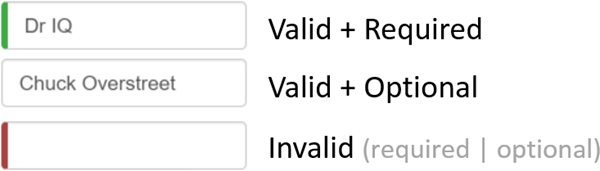 Dr IQ Valid + Required
Chuck Overstreet Valid + Optional
Invalid (required | optional)